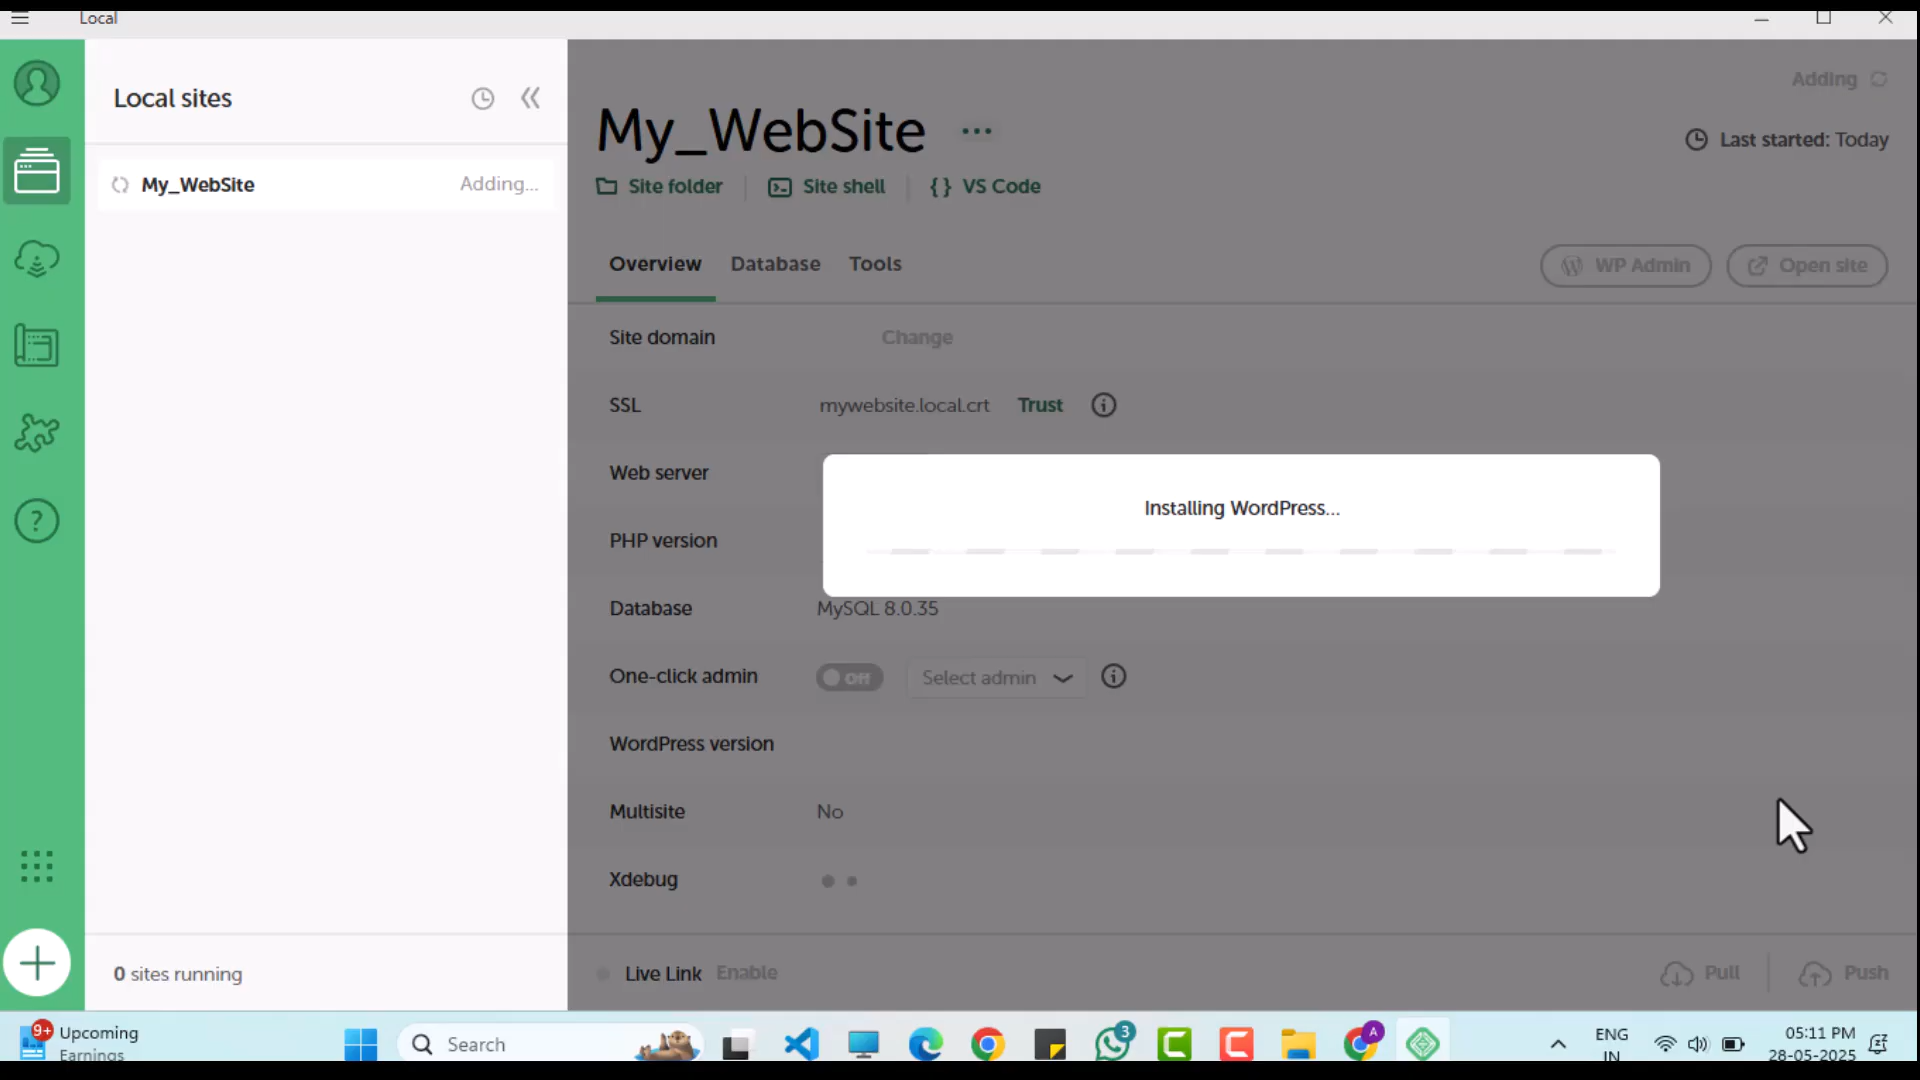 Local
Local sites
My_WebSite
Adding...
0 sites running
Adding
My_WebSite
Last started: Today
Site folder
Site shell
VS Code
Overview
Database
Tools
WP Admin
Open site
Site domain
Change
SSL
mywebsite.local.crt
Trust
Web server
Installing WordPress...
PHP version
Database
MySQL 8.0.35
One-click admin
Off
Select admin
WordPress version
Multisite
No
Xdebug
Live Link
Enable
Pull
Push
9+
Upcoming
Earnings
Search
3
A
ENG
IN
05:11 PM
28-05-2025